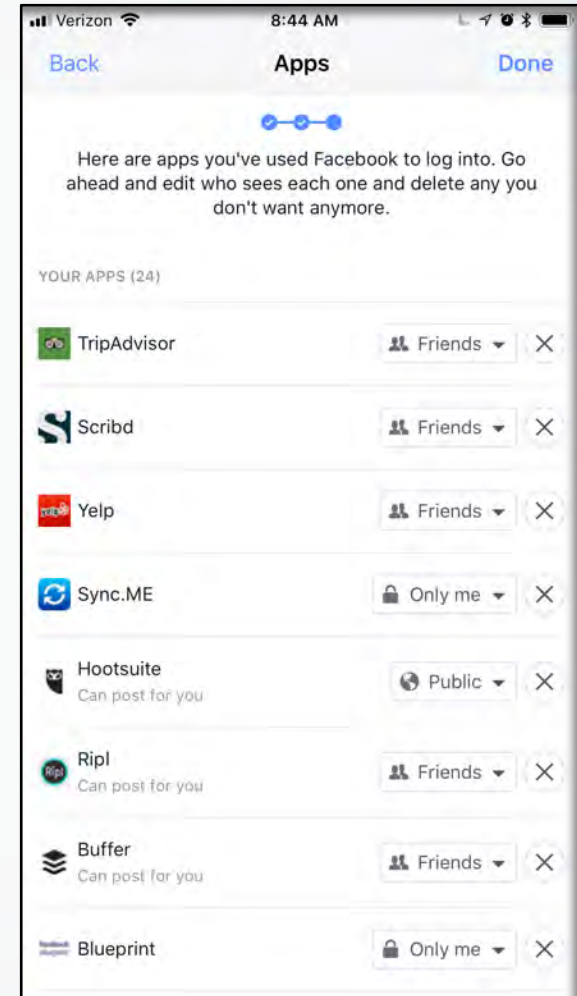 Verizon 8:44 AM
Back Apps Done
Here are apps you've used Facebook to log into. Go
ahead and edit who sees each one and delete any you
don't want anymore.
YOUR APPS (24)
TripAdvisor Friends
Scribd Friends
Yelp Friends
Sync.ME Only me
Hootsuite Public
Can post for you
Ripl Friends
Can post for you
Buffer Friends
Can post for you
Blueprint Only me